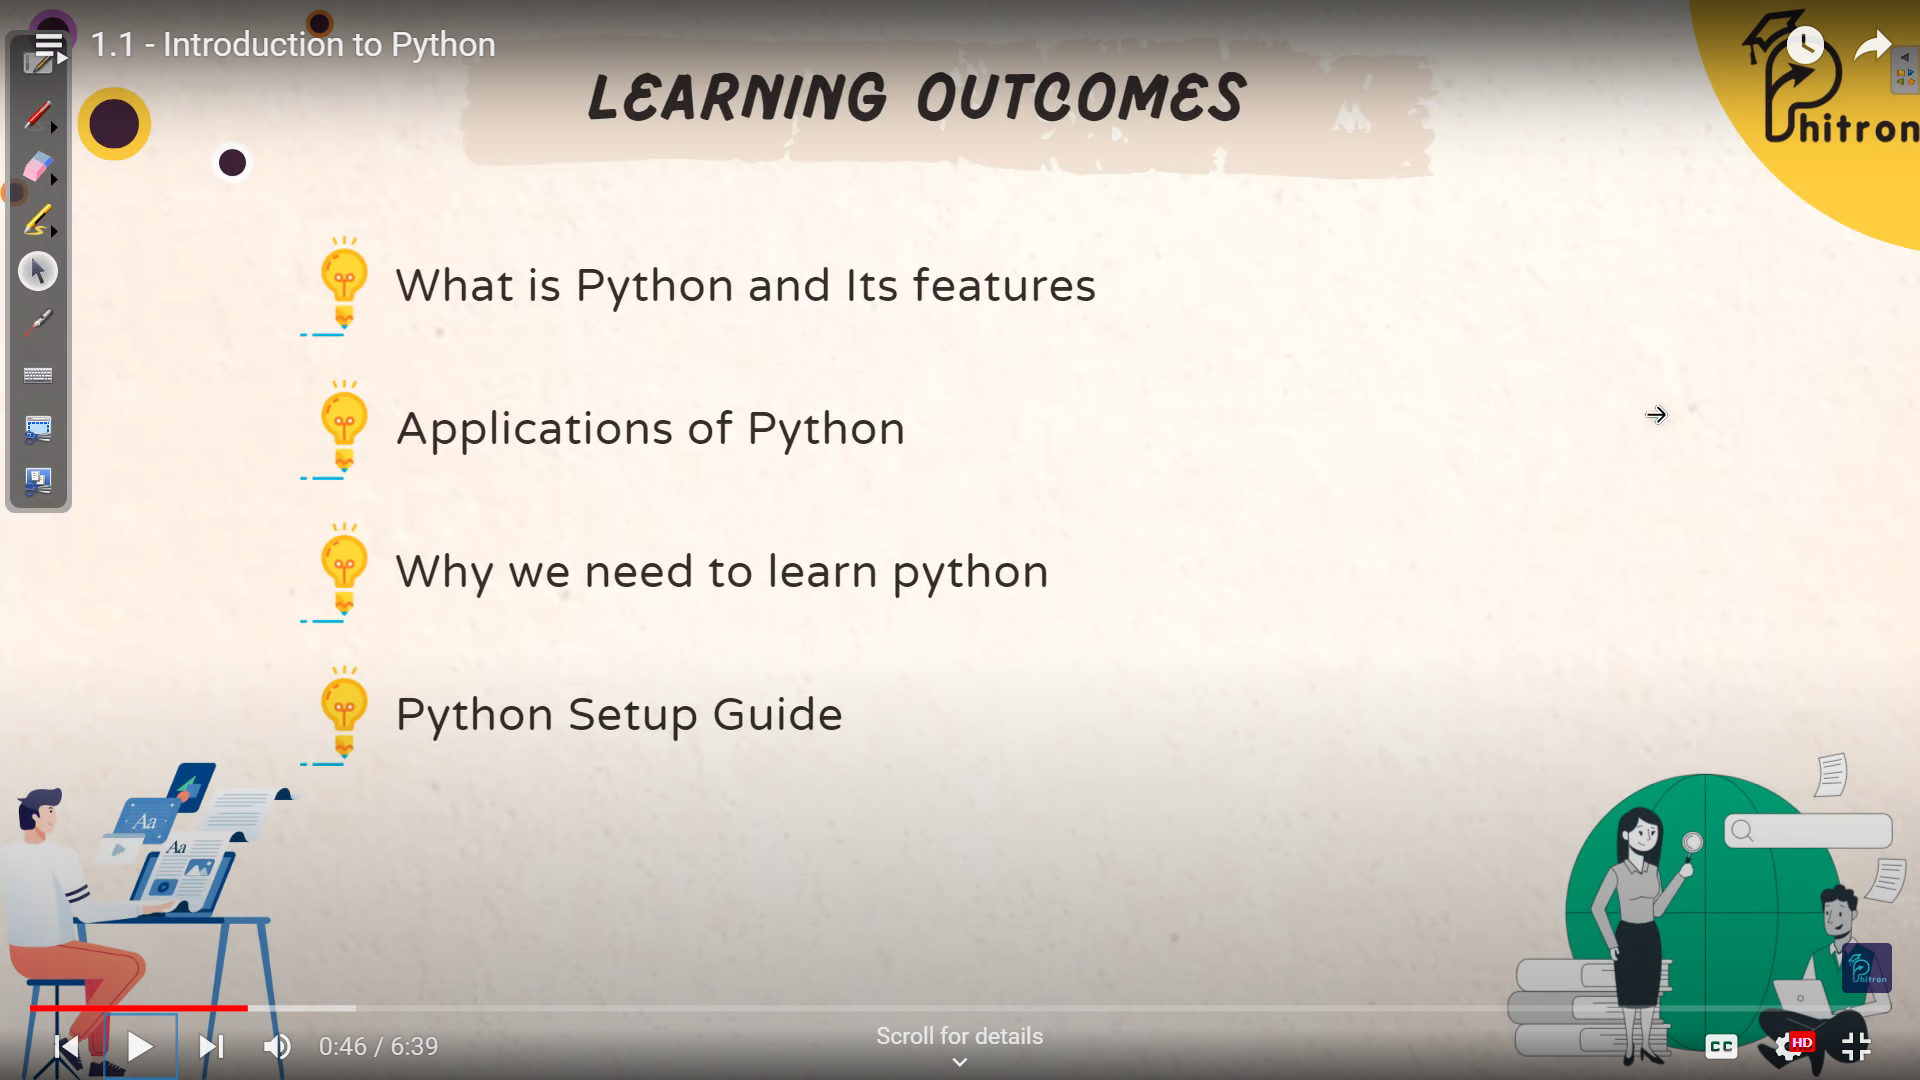 1.1 - Introduction to Python
LEARNING OUTCOMES
Phitron
What is Python and Its features
Applications of Python
Why we need to learn python
Python Setup Guide
Aa
Aa
Phitron
0:46 / 6:39
Scroll for details
CC
HD